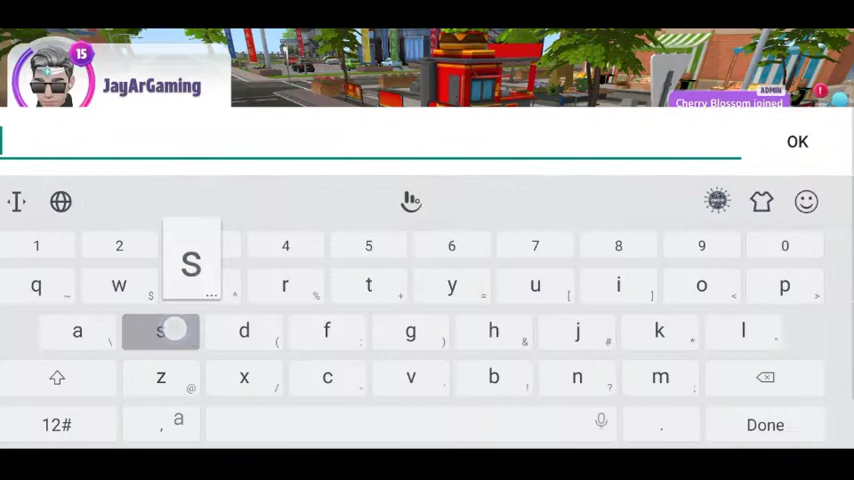 15
JayArGaming
ADMIN
!
Cherry Blossom joined
OK
1 2 4 5 6 7 8 9 0
s
q ~ w $ ^ r % t + y = u [ i ] o < p >
a \ s d ( f : g ) h & j # k * l "
z @ x / c - v ' b ! n ? m ;
12# , a . Done